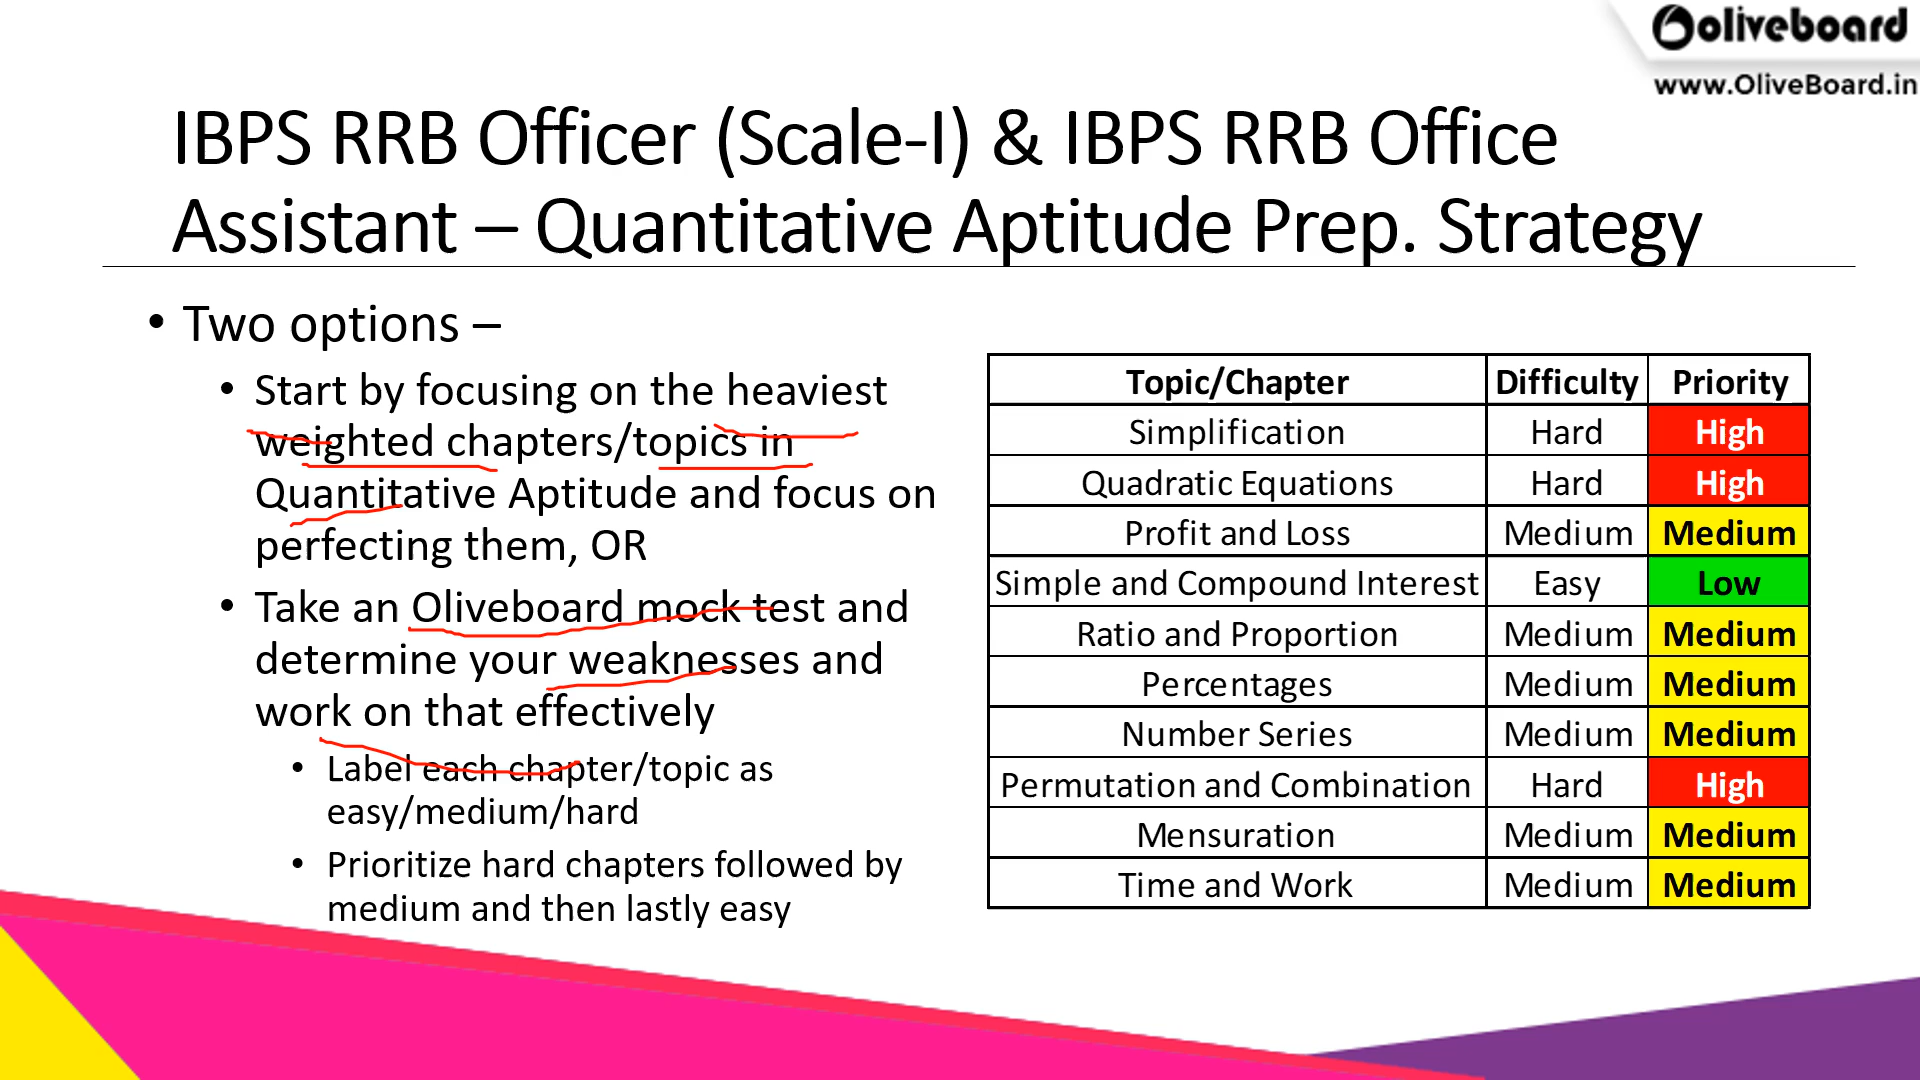 oliveboard
www.OliveBoard.in
IBPS RRB Officer (Scale-I) & IBPS RRB Office
Assistant – Quantitative Aptitude Prep. Strategy
• Two options –
• Start by focusing on the heaviest
weighted chapters/topics in
Quantitative Aptitude and focus on
perfecting them, OR
• Take an Oliveboard mock test and
determine your weaknesses and
work on that effectively
• Label each chapter/topic as
easy/medium/hard
• Prioritize hard chapters followed by
medium and then lastly easy
Topic/Chapter Difficulty Priority
Simplification Hard High
Quadratic Equations Hard High
Profit and Loss Medium Medium
Simple and Compound Interest Easy Low
Ratio and Proportion Medium Medium
Percentages Medium Medium
Number Series Medium Medium
Permutation and Combination Hard High
Mensuration Medium Medium
Time and Work Medium Medium